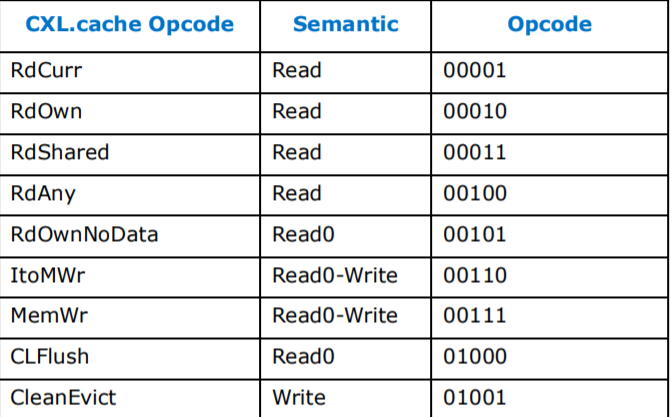 CXL.cache Opcode Semantic Opcode
RdCurr Read 00001
RdOwn Read 00010
RdShared Read 00011
RdAny Read 00100
RdOwnNoData Read0 00101
ItoMWr Read0-Write 00110
MemWr Read0-Write 00111
CLFlush Read0 01000
CleanEvict Write 01001